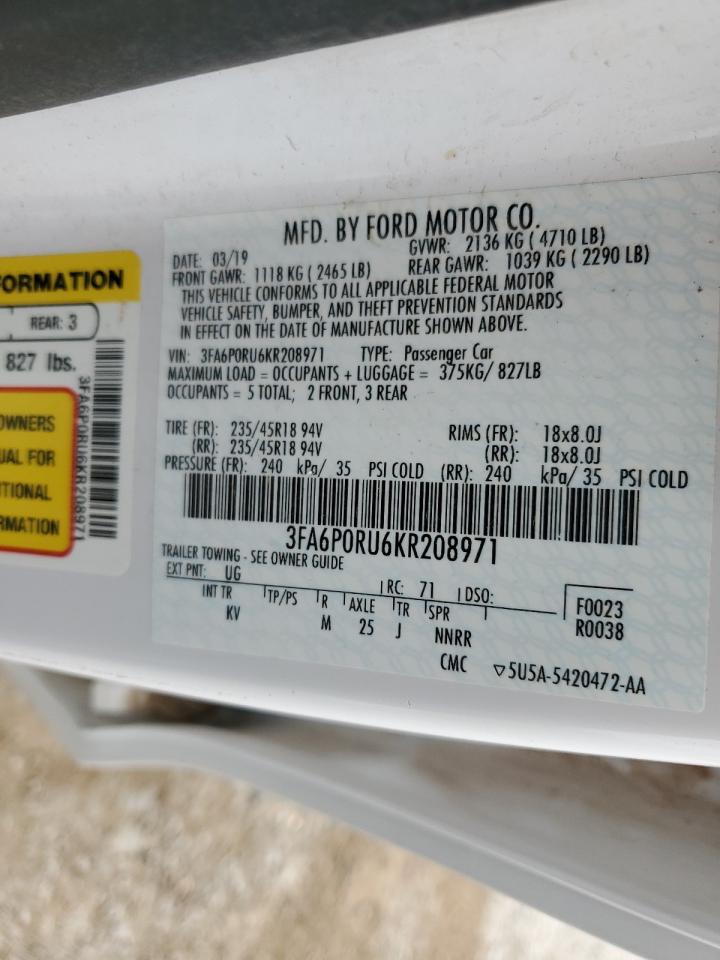 FORMATION
REAR: 3
827 lbs.
OWNERS
UAL FOR
ITIONAL
RMATION
3FA6P0RU6KR208971
MFD. BY FORD MOTOR CO.
DATE: 03/19
GVWR: 2136 KG ( 4710 LB)
FRONT GAWR: 1118 KG ( 2465 LB)
REAR GAWR: 1039 KG ( 2290 LB)
THIS VEHICLE CONFORMS TO ALL APPLICABLE FEDERAL MOTOR
VEHICLE SAFETY, BUMPER, AND THEFT PREVENTION STANDARDS
IN EFFECT ON THE DATE OF MANUFACTURE SHOWN ABOVE.
VIN: 3FA6P0RU6KR208971 TYPE: Passenger Car
MAXIMUM LOAD = OCCUPANTS + LUGGAGE = 375KG/ 827LB
OCCUPANTS = 5 TOTAL; 2 FRONT, 3 REAR
TIRE (FR): 235/45R18 94V RIMS (FR): 18x8.0J
(RR): 235/45R18 94V (RR): 18x8.0J
PRESSURE (FR): 240 kPa/ 35 PSI COLD (RR): 240 kPa/ 35 PSI COLD
3FA6P0RU6KR208971
TRAILER TOWING - SEE OWNER GUIDE
EXT PNT: UG RC: 71 DSO:
INT TR TP/PS R AXLE TR SPR F0023
KV M 25 J NNRR R0038
CMC ▽5U5A-5420472-AA